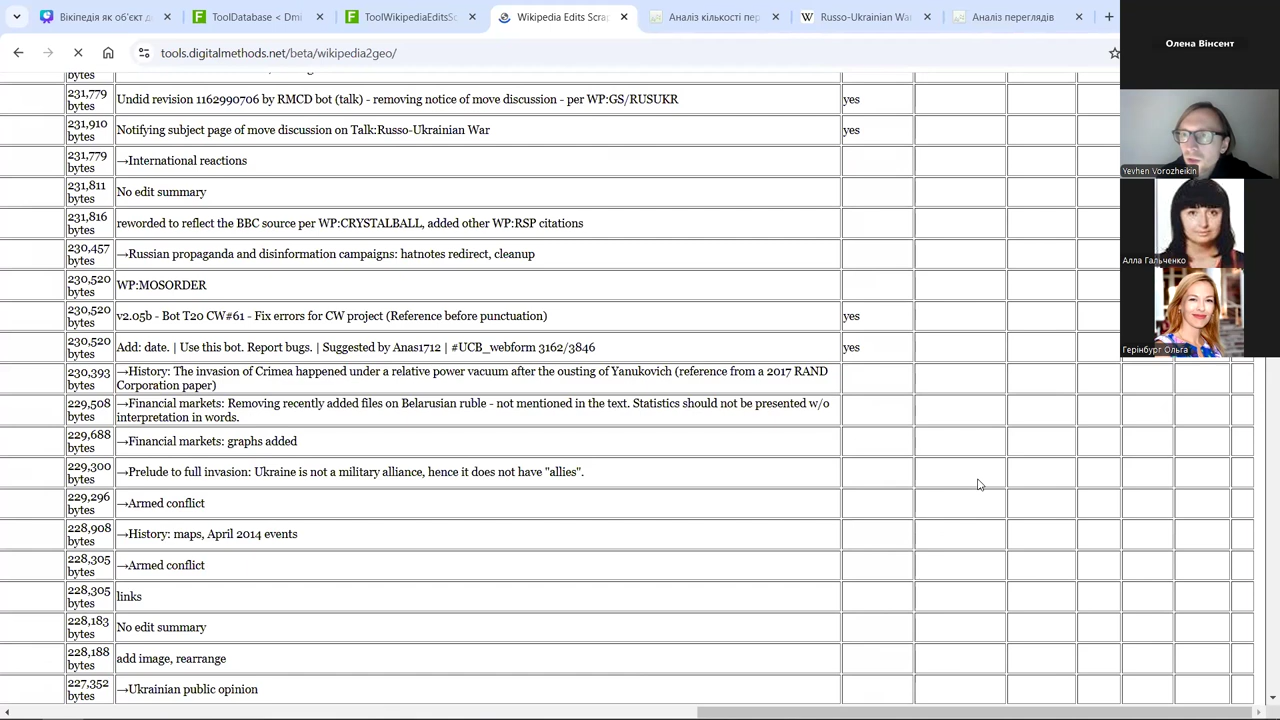 Вікіпедія як об'єкт д
ToolDatabase < Dmi
ToolWikipediaEditsSc
Wikipedia Edits Scrap
Аналіз кількості пер
Russo-Ukrainian Wa
Аналіз переглядів
tools.digitalmethods.net/beta/wikipedia2geo/
Олена Вінсент
Yevhen Vorozheikin
Алла Гальченко
Герінбург Ольга
bytes
231,779 bytes Undid revision 1162990706 by RMCD bot (talk) - removing notice of move discussion - per WP:GS/RUSUKR yes
231,910 bytes Notifying subject page of move discussion on Talk:Russo-Ukrainian War yes
231,779 bytes →International reactions
231,811 bytes No edit summary
231,816 bytes reworded to reflect the BBC source per WP:CRYSTALBALL, added other WP:RSP citations
230,457 bytes →Russian propaganda and disinformation campaigns: hatnotes redirect, cleanup
230,520 bytes WP:MOSORDER
230,520 bytes v2.05b - Bot T20 CW#61 - Fix errors for CW project (Reference before punctuation) yes
230,520 bytes Add: date. | Use this bot. Report bugs. | Suggested by Anas1712 | #UCB_webform 3162/3846 yes
230,393 bytes →History: The invasion of Crimea happened under a relative power vacuum after the ousting of Yanukovich (reference from a 2017 RAND
Corporation paper)
229,508 bytes →Financial markets: Removing recently added files on Belarusian ruble - not mentioned in the text. Statistics should not be presented w/o
interpretation in words.
229,688 bytes →Financial markets: graphs added
229,300 bytes →Prelude to full invasion: Ukraine is not a military alliance, hence it does not have "allies".
229,296 bytes →Armed conflict
228,908 bytes →History: maps, April 2014 events
228,305 bytes →Armed conflict
228,305 bytes links
228,183 bytes No edit summary
228,188 bytes add image, rearrange
227,352 bytes →Ukrainian public opinion